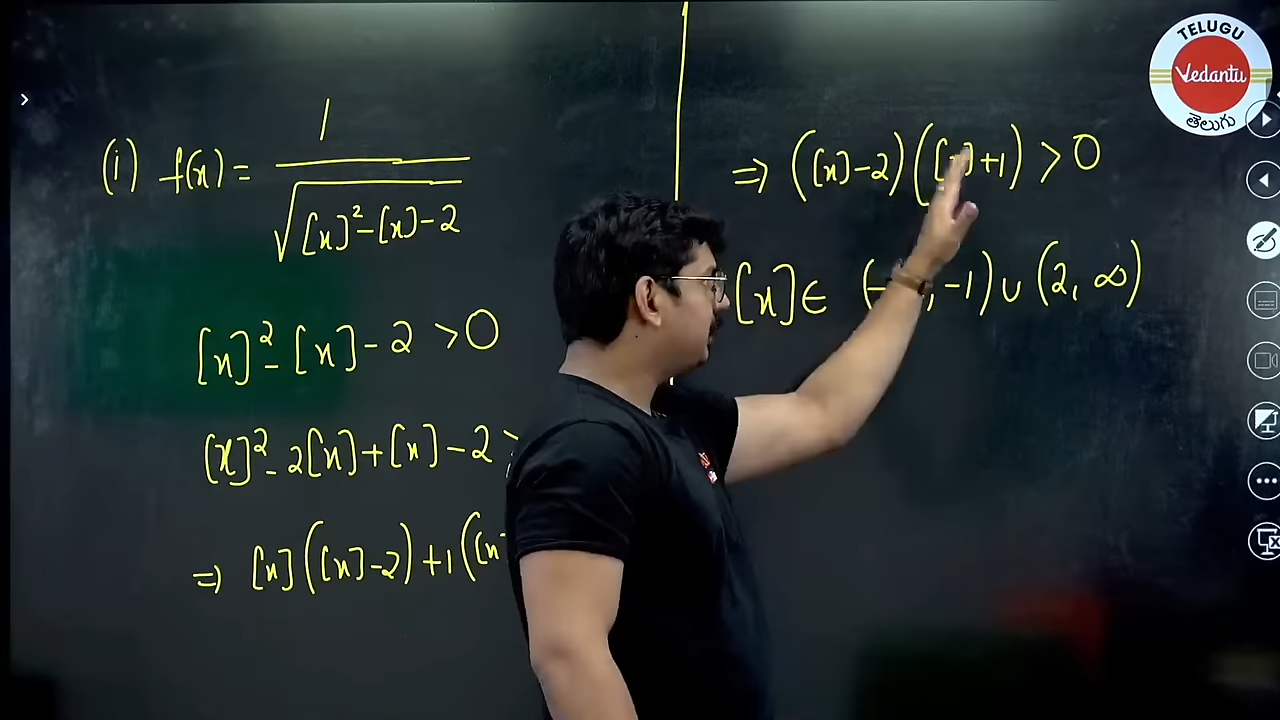 (i) f(x) = 1 / √([x]² - [x] - 2)
[x]² - [x] - 2 > 0
[x]² - 2[x] + [x] - 2 >
⇒ [x]([x]-2) + 1([x]
⇒ ([x]-2)([x]+1) > 0
[x] ∈ (- , -1) ∪ (2, ∞)
TELUGU
Vedantu
తెలుగు